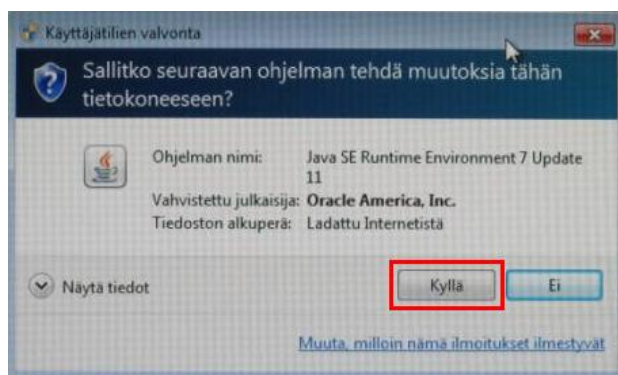 Käyttäjätilien valvonta
Sallitko seuraavan ohjelman tehdä muutoksia tähän
tietokoneeseen?
Ohjelman nimi: Java SE Runtime Environment 7 Update
11
Vahvistettu julkaisija: Oracle America, Inc.
Tiedoston alkuperä: Ladattu Internetistä
Näytä tiedot
Kyllä
Ei
Muuta, milloin nämä ilmoitukset ilmestyvät